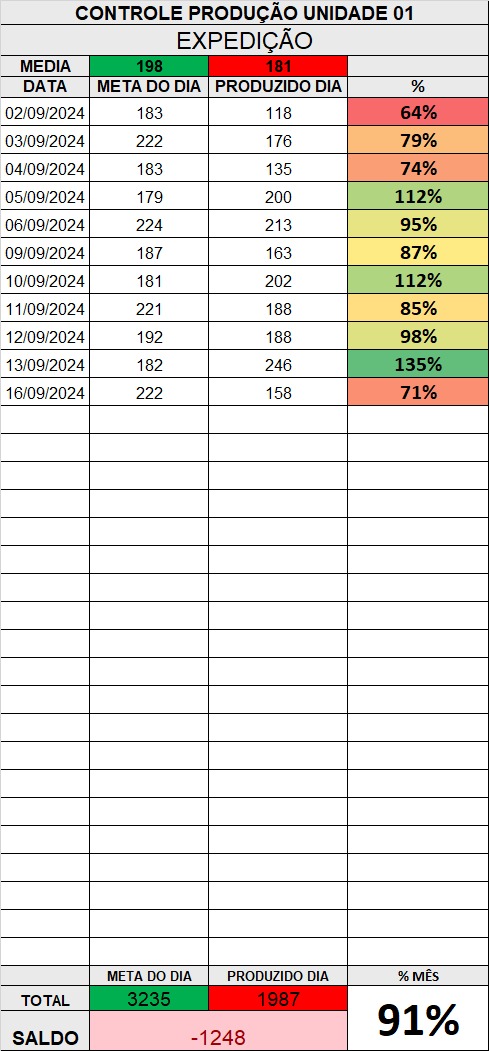 CONTROLE PRODUÇÃO UNIDADE 01
EXPEDIÇÃO
MEDIA 198 181
DATA META DO DIA PRODUZIDO DIA %
02/09/2024 183 118 64%
03/09/2024 222 176 79%
04/09/2024 183 135 74%
05/09/2024 179 200 112%
06/09/2024 224 213 95%
09/09/2024 187 163 87%
10/09/2024 181 202 112%
11/09/2024 221 188 85%
12/09/2024 192 188 98%
13/09/2024 182 246 135%
16/09/2024 222 158 71%
META DO DIA PRODUZIDO DIA % MÊS
TOTAL 3235 1987 91%
SALDO -1248